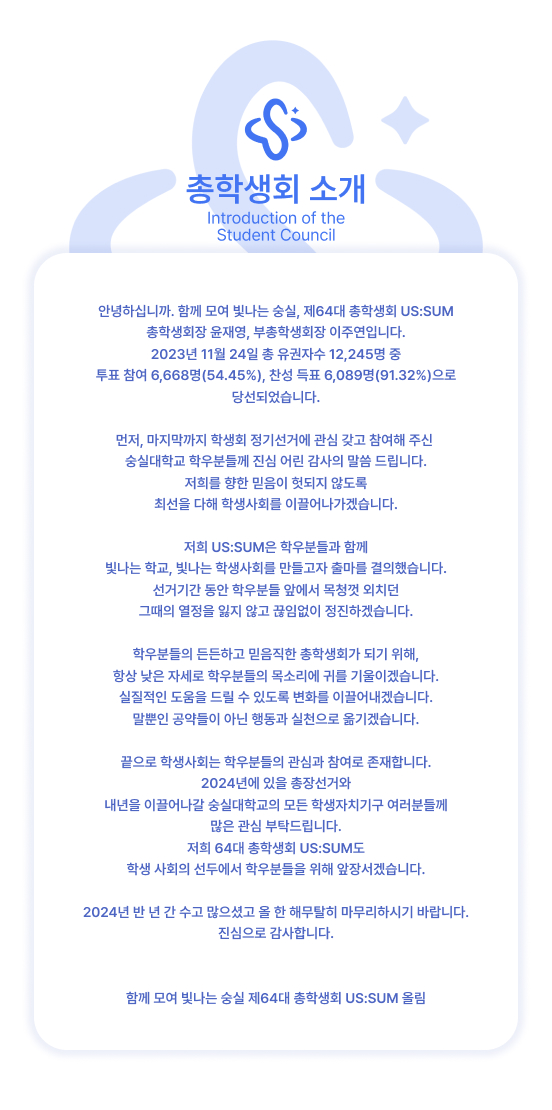 총학생회 소개
Introduction of the
Student Council
안녕하십니까. 함께 모여 빛나는 숭실, 제64대 총학생회 US:SUM
총학생회장 윤재영, 부총학생회장 이주연입니다.
2023년 11월 24일 총 유권자수 12,245명 중
투표 참여 6,668명(54.45%), 찬성 득표 6,089명(91.32%)으로
당선되었습니다.
먼저, 마지막까지 학생회 정기선거에 관심 갖고 참여해 주신
숭실대학교 학우분들께 진심 어린 감사의 말씀 드립니다.
저희를 향한 믿음이 헛되지 않도록
최선을 다해 학생사회를 이끌어나가겠습니다.
저희 US:SUM은 학우분들과 함께
빛나는 학교, 빛나는 학생사회를 만들고자 출마를 결의했습니다.
선거기간 동안 학우분들 앞에서 목청껏 외치던
그때의 열정을 잃지 않고 끊임없이 정진하겠습니다.
학우분들의 든든하고 믿음직한 총학생회가 되기 위해,
항상 낮은 자세로 학우분들의 목소리에 귀를 기울이겠습니다.
실질적인 도움을 드릴 수 있도록 변화를 이끌어내겠습니다.
말뿐인 공약들이 아닌 행동과 실천으로 옮기겠습니다.
끝으로 학생사회는 학우분들의 관심과 참여로 존재합니다.
2024년에 있을 총장선거와
내년을 이끌어나갈 숭실대학교의 모든 학생자치기구 여러분들께
많은 관심 부탁드립니다.
저희 64대 총학생회 US:SUM도
학생 사회의 선두에서 학우분들을 위해 앞장서겠습니다.
2024년 반 년 간 수고 많으셨고 올 한 해무탈히 마무리하시기 바랍니다.
진심으로 감사합니다.
함께 모여 빛나는 숭실 제64대 총학생회 US:SUM 올림